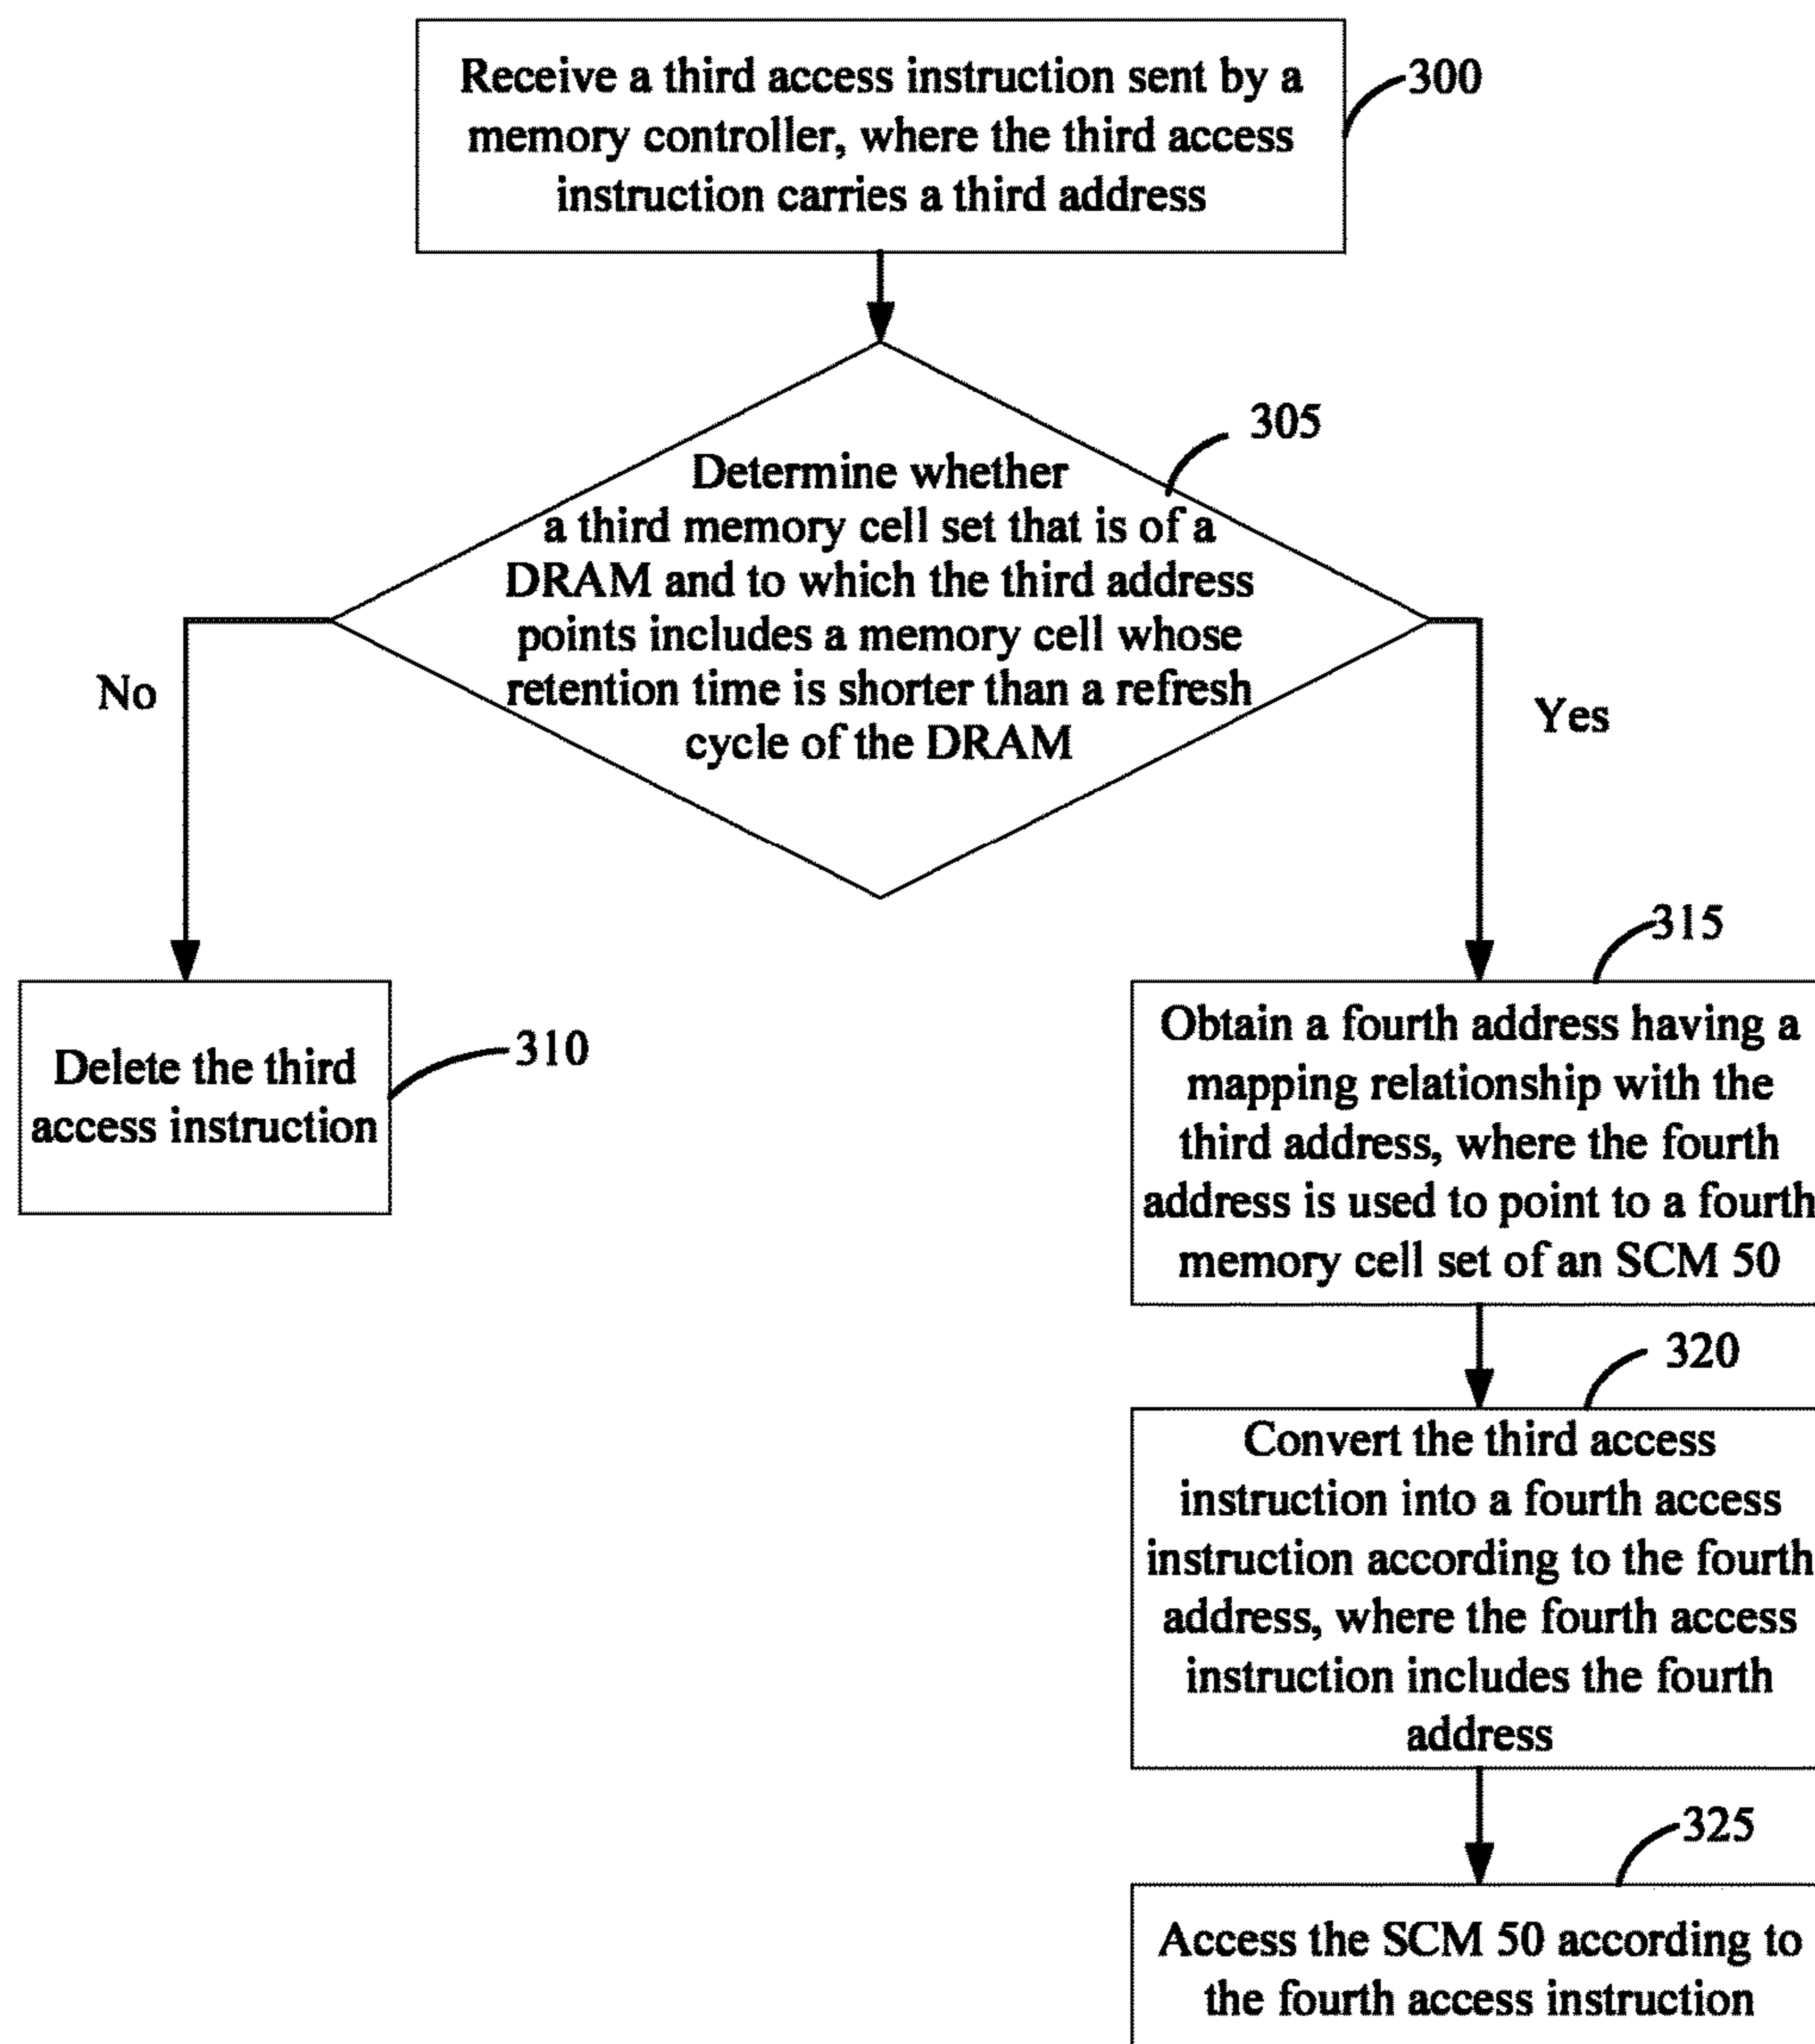 Receive a third access instruction sent by a
memory controller, where the third access
instruction carries a third address
300
305
Determine whether
a third memory cell set that is of a
DRAM and to which the third address
points includes a memory cell whose
retention time is shorter than a refresh
cycle of the DRAM
No
Yes
310
Delete the third
access instruction
315
Obtain a fourth address having a
mapping relationship with the
third address, where the fourth
address is used to point to a fourth
memory cell set of an SCM 50
320
Convert the third access
instruction into a fourth access
instruction according to the fourth
address, where the fourth access
instruction includes the fourth
address
325
Access the SCM 50 according to
the fourth access instruction